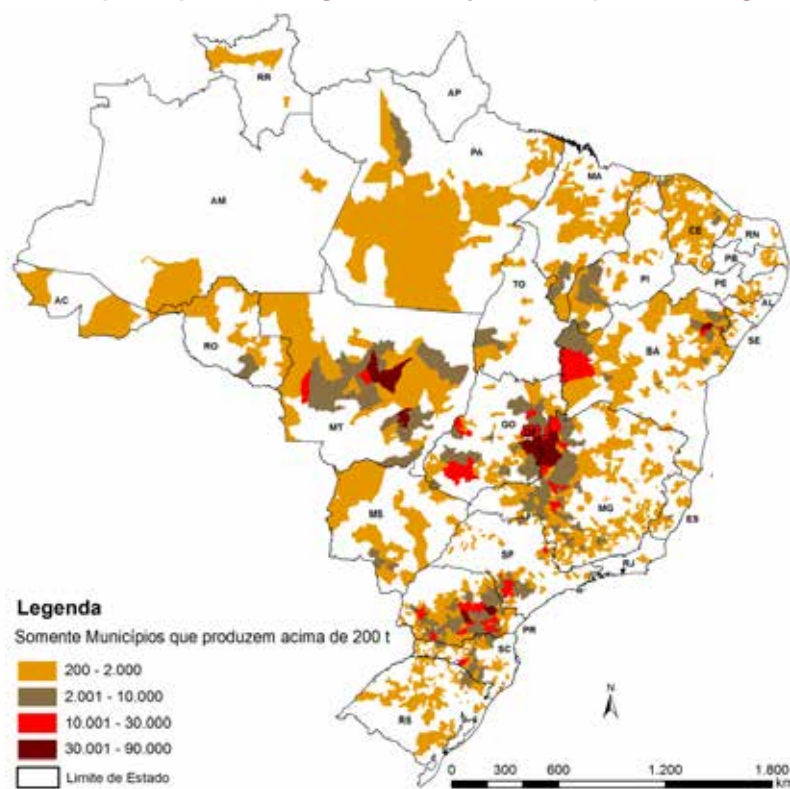 RR
AP
AM
PA
MA
CE
RN
PB
PE
AL
SE
PI
TO
AC
RO
BA
MT
GO
MG
ES
MS
SP
RJ
PR
SC
RS
Legenda
Somente Municípios que produzem acima de 200 t
200 - 2.000
2.001 - 10.000
10.001 - 30.000
30.001 - 90.000
Limite de Estado
N
0 300 600 1.200 1.800
km